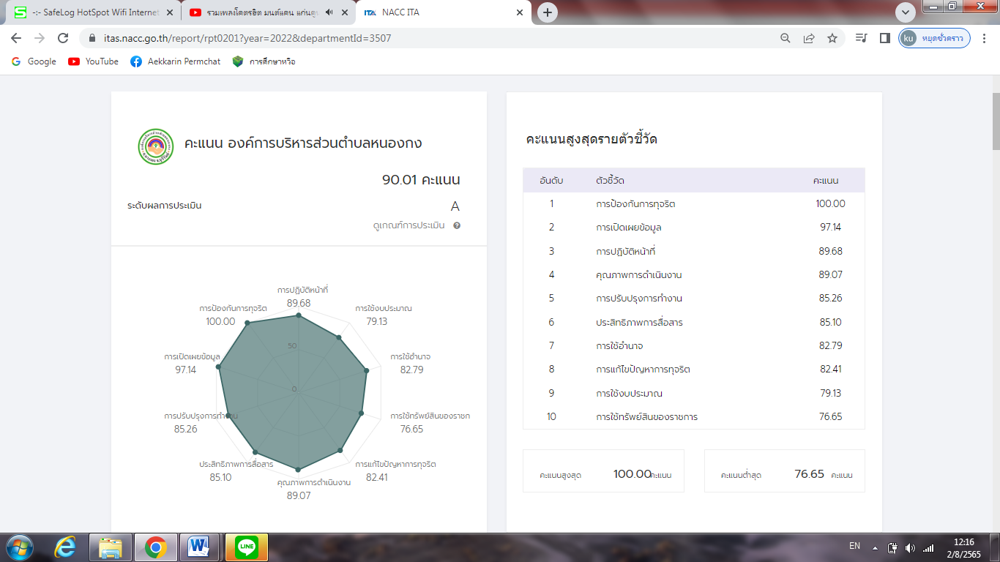 -:- SafeLog HotSpot Wifi Internet
รวมเพลงโคตรฮิต มนต์แคน แก่นคูน
NACC ITA
itas.nacc.go.th/report/rpt0201?year=2022&departmentId=3507
ku หยุดชั่วคราว
Google YouTube Aekkarin Permchat การศึกษาหวิอ
คะแนน องค์การบริหารส่วนตำบลหนองกง
90.01 คะแนน
ระดับผลการประเมิน A
ดูเกณฑ์การประเมิน
การปฏิบัติหน้าที่
89.68
การป้องกันการทุจริต
100.00
การใช้งบประมาณ
79.13
50
การเปิดเผยข้อมูล
97.14
การใช้อำนาจ
82.79
0
การปรับปรุงการทำงาน
85.26
การใช้ทรัพย์สินของราชก
76.65
ประสิทธิภาพการสื่อสาร
85.10
การแก้ไขปัญหาการทุจริต
82.41
คุณภาพการดำเนินงาน
89.07
คะแนนสูงสุดรายตัวชี้วัด
อันดับ ตัวชี้วัด คะแนน
1 การป้องกันการทุจริต 100.00
2 การเปิดเผยข้อมูล 97.14
3 การปฏิบัติหน้าที่ 89.68
4 คุณภาพการดำเนินงาน 89.07
5 การปรับปรุงการทำงาน 85.26
6 ประสิทธิภาพการสื่อสาร 85.10
7 การใช้อำนาจ 82.79
8 การแก้ไขปัญหาการทุจริต 82.41
9 การใช้งบประมาณ 79.13
10 การใช้ทรัพย์สินของราชการ 76.65
คะแนนสูงสุด 100.00 คะแนน
คะแนนต่ำสุด 76.65 คะแนน
LINE
EN
12:16
2/8/2565